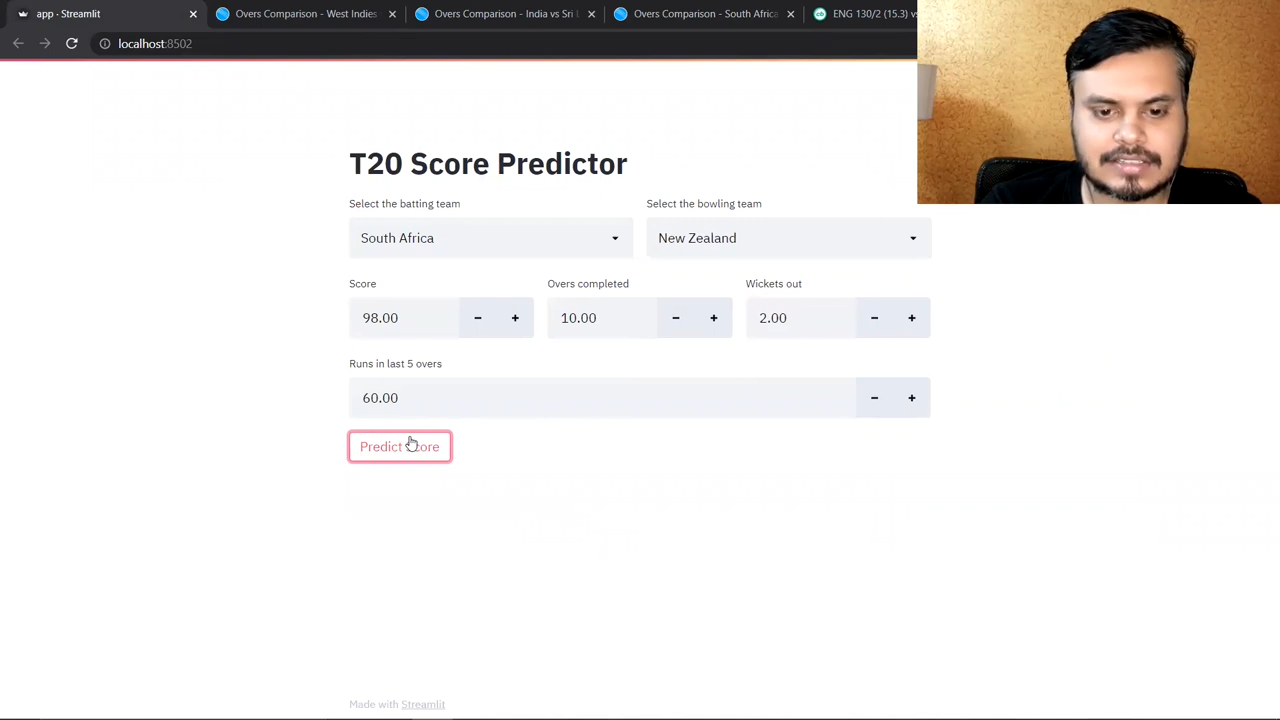 app · Streamlit
Overs Comparison - West Indies
Overs Comparison - India vs Sri L
Overs Comparison - South Africa
ENG 130/2 (15.3) vs
localhost:8502
T20 Score Predictor
Select the batting team
Select the bowling team
South Africa
New Zealand
Score
Overs completed
Wickets out
98.00
10.00
2.00
Runs in last 5 overs
60.00
Predict Score
Made with Streamlit